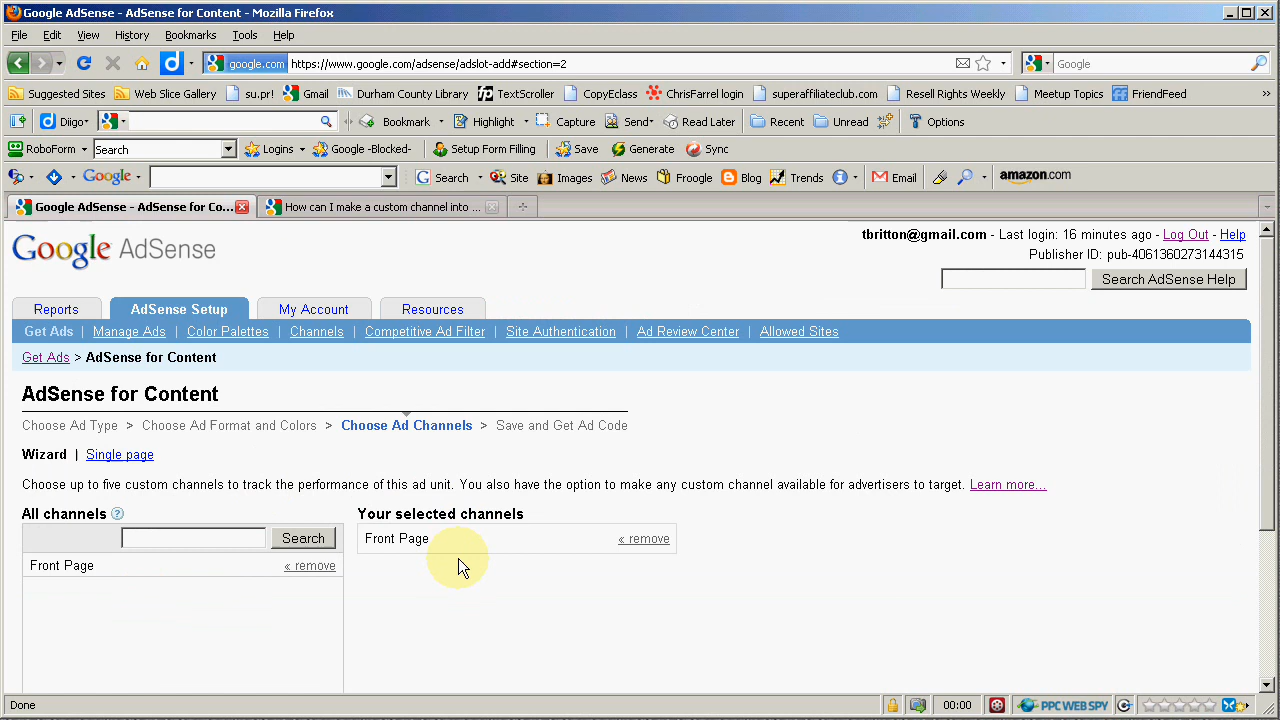 Google AdSense - AdSense for Content - Mozilla Firefox
File Edit View History Bookmarks Tools Help
google.com https://www.google.com/adsense/adslot-add#section=2 Google
Suggested Sites Web Slice Gallery su.pr! Gmail Durham County Library TextScroller CopyEclass ChrisFarrel login superaffiliateclub.com Resell Rights Weekly Meetup Topics FriendFeed
Diigo Bookmark Highlight Capture Send Read Later Recent Unread Options
RoboForm Search Logins Google -Blocked- Setup Form Filling Save Generate Sync
Google Search Site Images News Froogle Blog Trends Email amazon.com
Google AdSense - AdSense for Co... How can I make a custom channel into ...
Google AdSense
tbritton@gmail.com - Last login: 16 minutes ago - Log Out - Help
Publisher ID: pub-4061360273144315
Search AdSense Help
Reports AdSense Setup My Account Resources
Get Ads | Manage Ads | Color Palettes | Channels | Competitive Ad Filter | Site Authentication | Ad Review Center | Allowed Sites
Get Ads > AdSense for Content
AdSense for Content
Choose Ad Type > Choose Ad Format and Colors > Choose Ad Channels > Save and Get Ad Code
Wizard | Single page
Choose up to five custom channels to track the performance of this ad unit. You also have the option to make any custom channel available for advertisers to target. Learn more...
All channels ? Your selected channels
Search Front Page « remove
Front Page « remove
Done 00:00 PPC WEB SPY